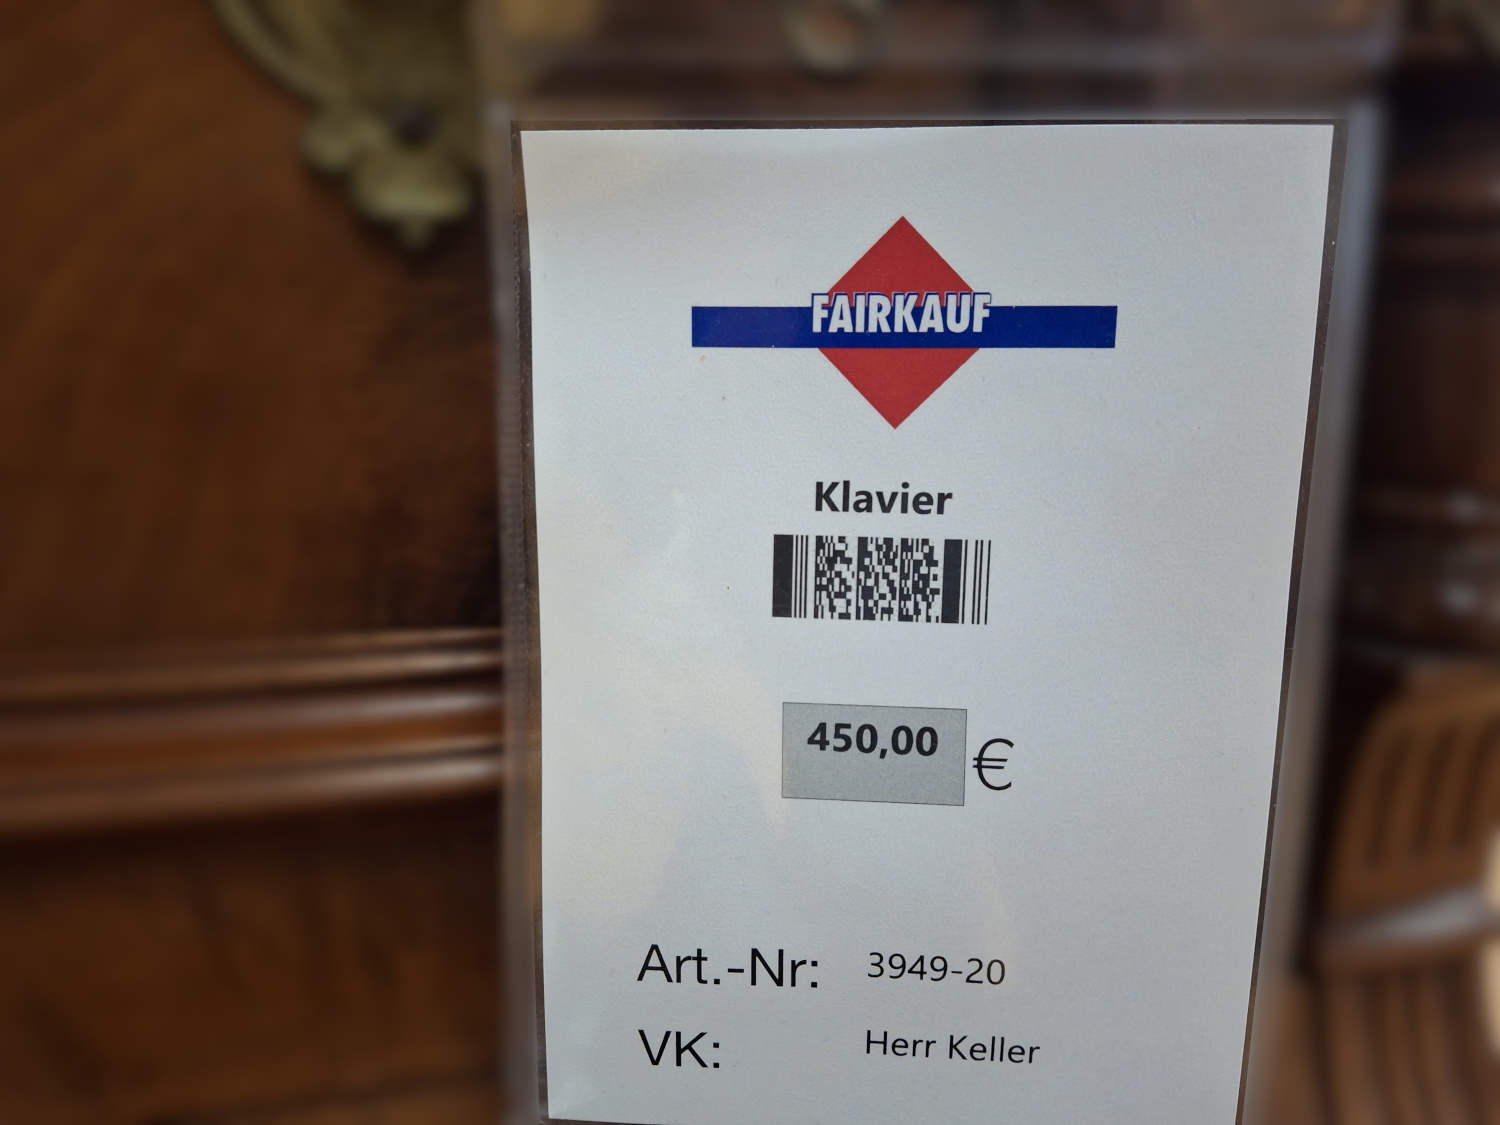 FAIRKAUF
Klavier
450,00 €
Art.-Nr: 3949-20
VK: Herr Keller